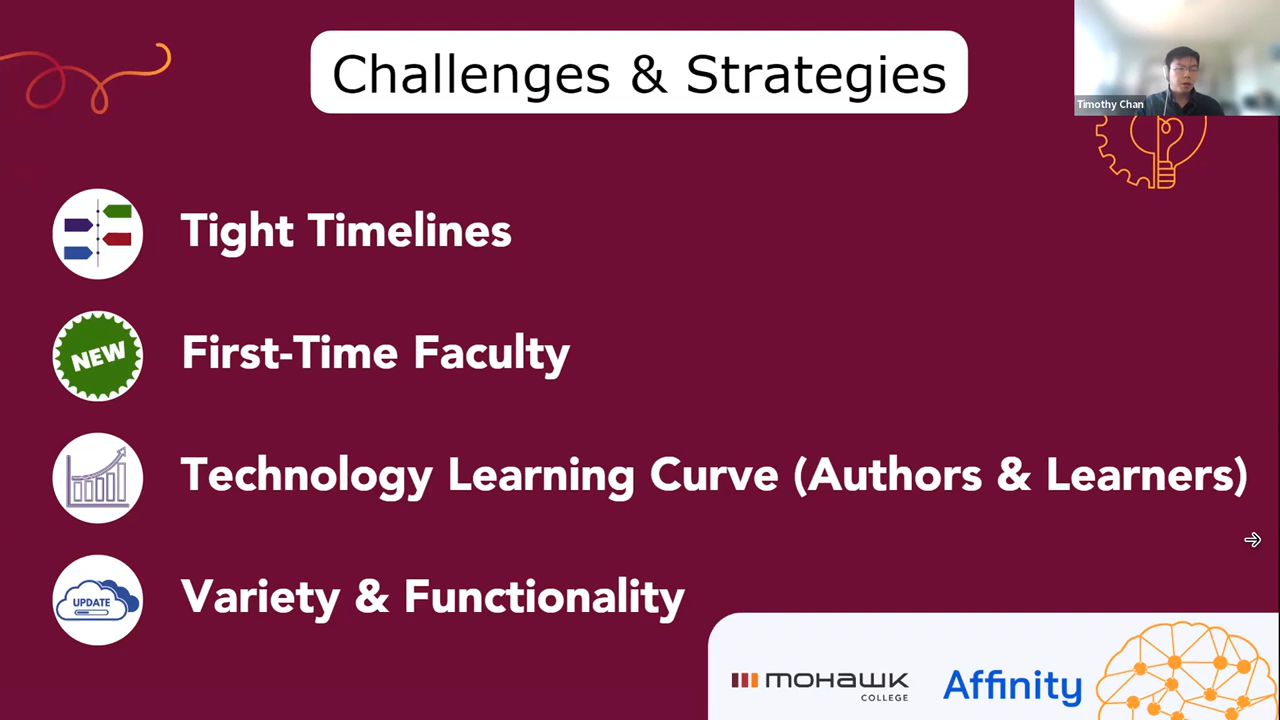 Challenges & Strategies
Timothy Chan
Tight Timelines
NEW
First-Time Faculty
Technology Learning Curve (Authors & Learners)
UPDATE
Variety & Functionality
mohawk
COLLEGE
Affinity